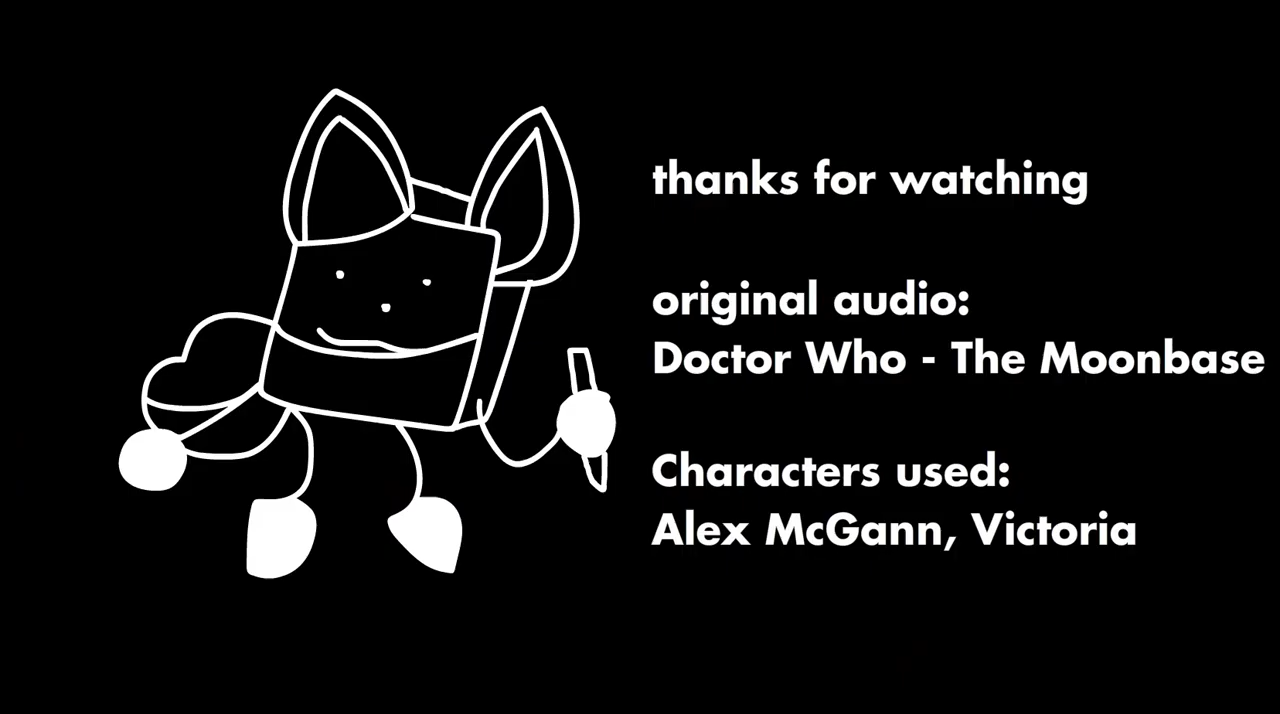 thanks for watching
original audio:
Doctor Who - The Moonbase
Characters used:
Alex McGann, Victoria